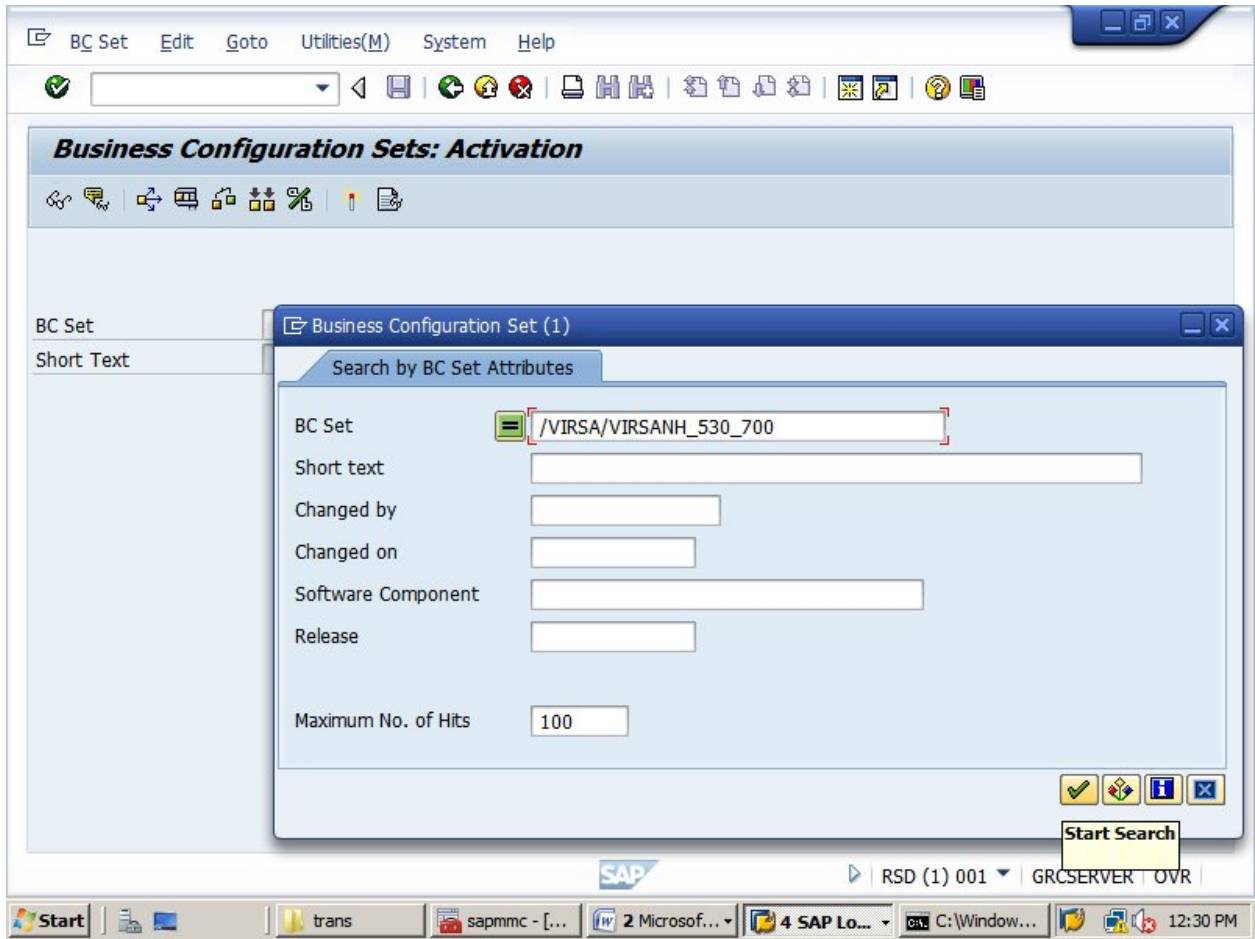 BC Set Edit Goto Utilities(M) System Help
Business Configuration Sets: Activation
BC Set
Short Text
Business Configuration Set (1)
Search by BC Set Attributes
BC Set /VIRSA/VIRSANH_530_700
Short text
Changed by
Changed on
Software Component
Release
Maximum No. of Hits 100
Start Search
SAP RSD (1) 001 GRCSERVER OVR
Start trans sapmmc - [... 2 Microsof... 4 SAP Lo... C:\Window... 12:30 PM